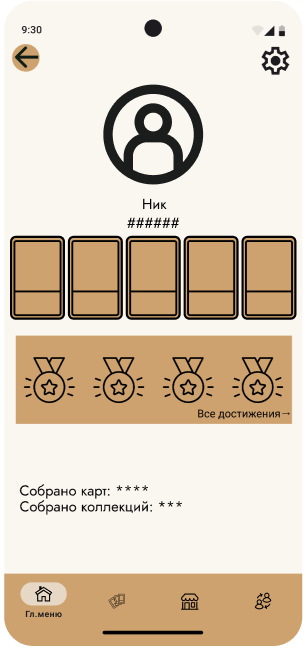 9:30
Ник
######
Все достижения→
Собрано карт: ****
Собрано коллекций: ***
Гл.меню